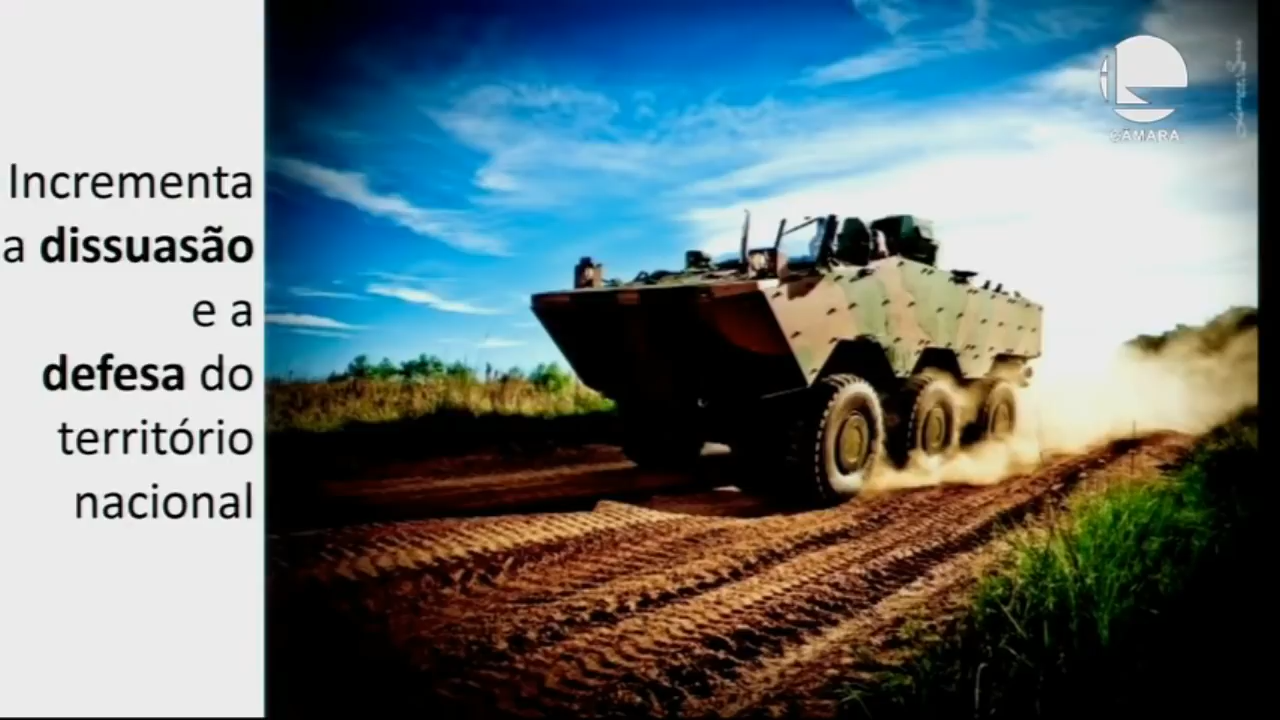 Incrementa
a dissuasão
e a
defesa do
território
nacional
CÂMARA